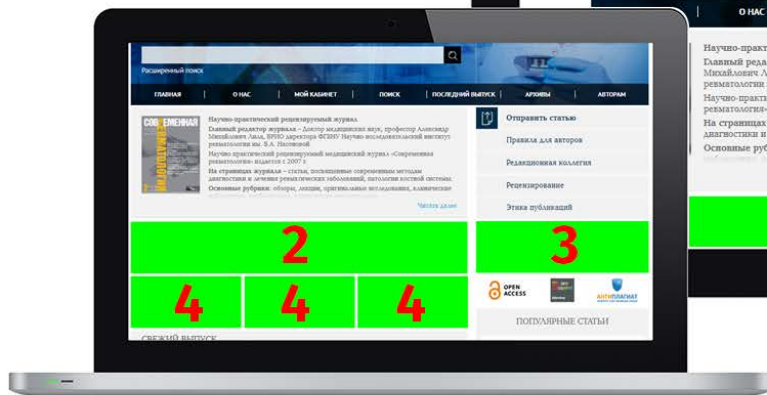 Расширенный поиск
ГЛАВНАЯ | О НАС | МОЙ КАБИНЕТ | ПОИСК | ПОСЛЕДНИЙ ВЫПУСК | АРХИВЫ | АВТОРАМ
СОВРЕМЕННАЯ
РЕВМАТОЛОГИЯ
Научно-практический рецензируемый журнал
Главный редактор журнала – Доктор медицинских наук, профессор Александр
Михайлович Лила, ВРИО директора ФГБНУ Научно-исследовательский институт
ревматологии им. В.А. Насоновой
Научно-практический рецензируемый медицинский журнал «Современная
ревматология» издается с 2007 г.
На страницах журнала – статьи, посвященные современным методам
диагностики и лечения ревматических заболеваний, патологии костной системы.
Основные рубрики: обзоры, лекции, оригинальные исследования, клинические
Читать далее
Отправить статью
Правила для авторов
Редакционная коллегия
Рецензирование
Этика публикаций
2
3
4 4 4
OPEN
ACCESS
АНТИПЛАГИАТ
ПОПУЛЯРНЫЕ СТАТЬИ
СВЕЖИЙ ВЫПУСК
| О НАС
Научно-практ
Главный реда
Михайлович Л
ревматологии
Научно-практи
ревматология»
На страницах
диагностики и
Основные руб